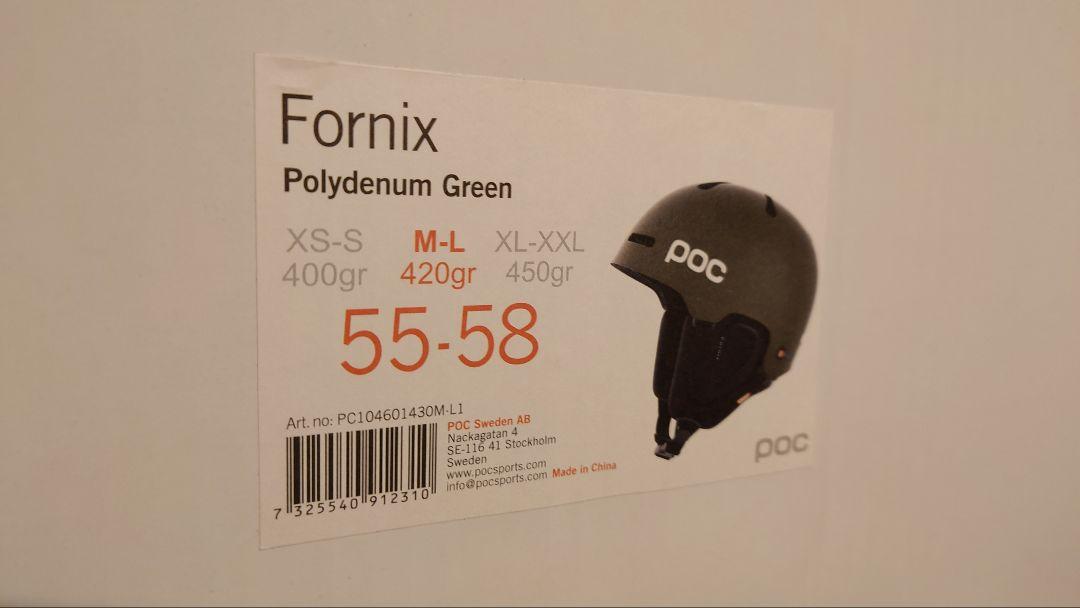 Fornix
Polydenum Green
XS-S M-L XL-XXL
400gr 420gr 450gr
55-58
poc
Art. no: PC104601430M-L1
7 325540 912310
POC Sweden AB
Nackagatan 4
SE-116 41 Stockholm
Sweden
www.pocsports.com
info@pocsports.com Made in China
poc